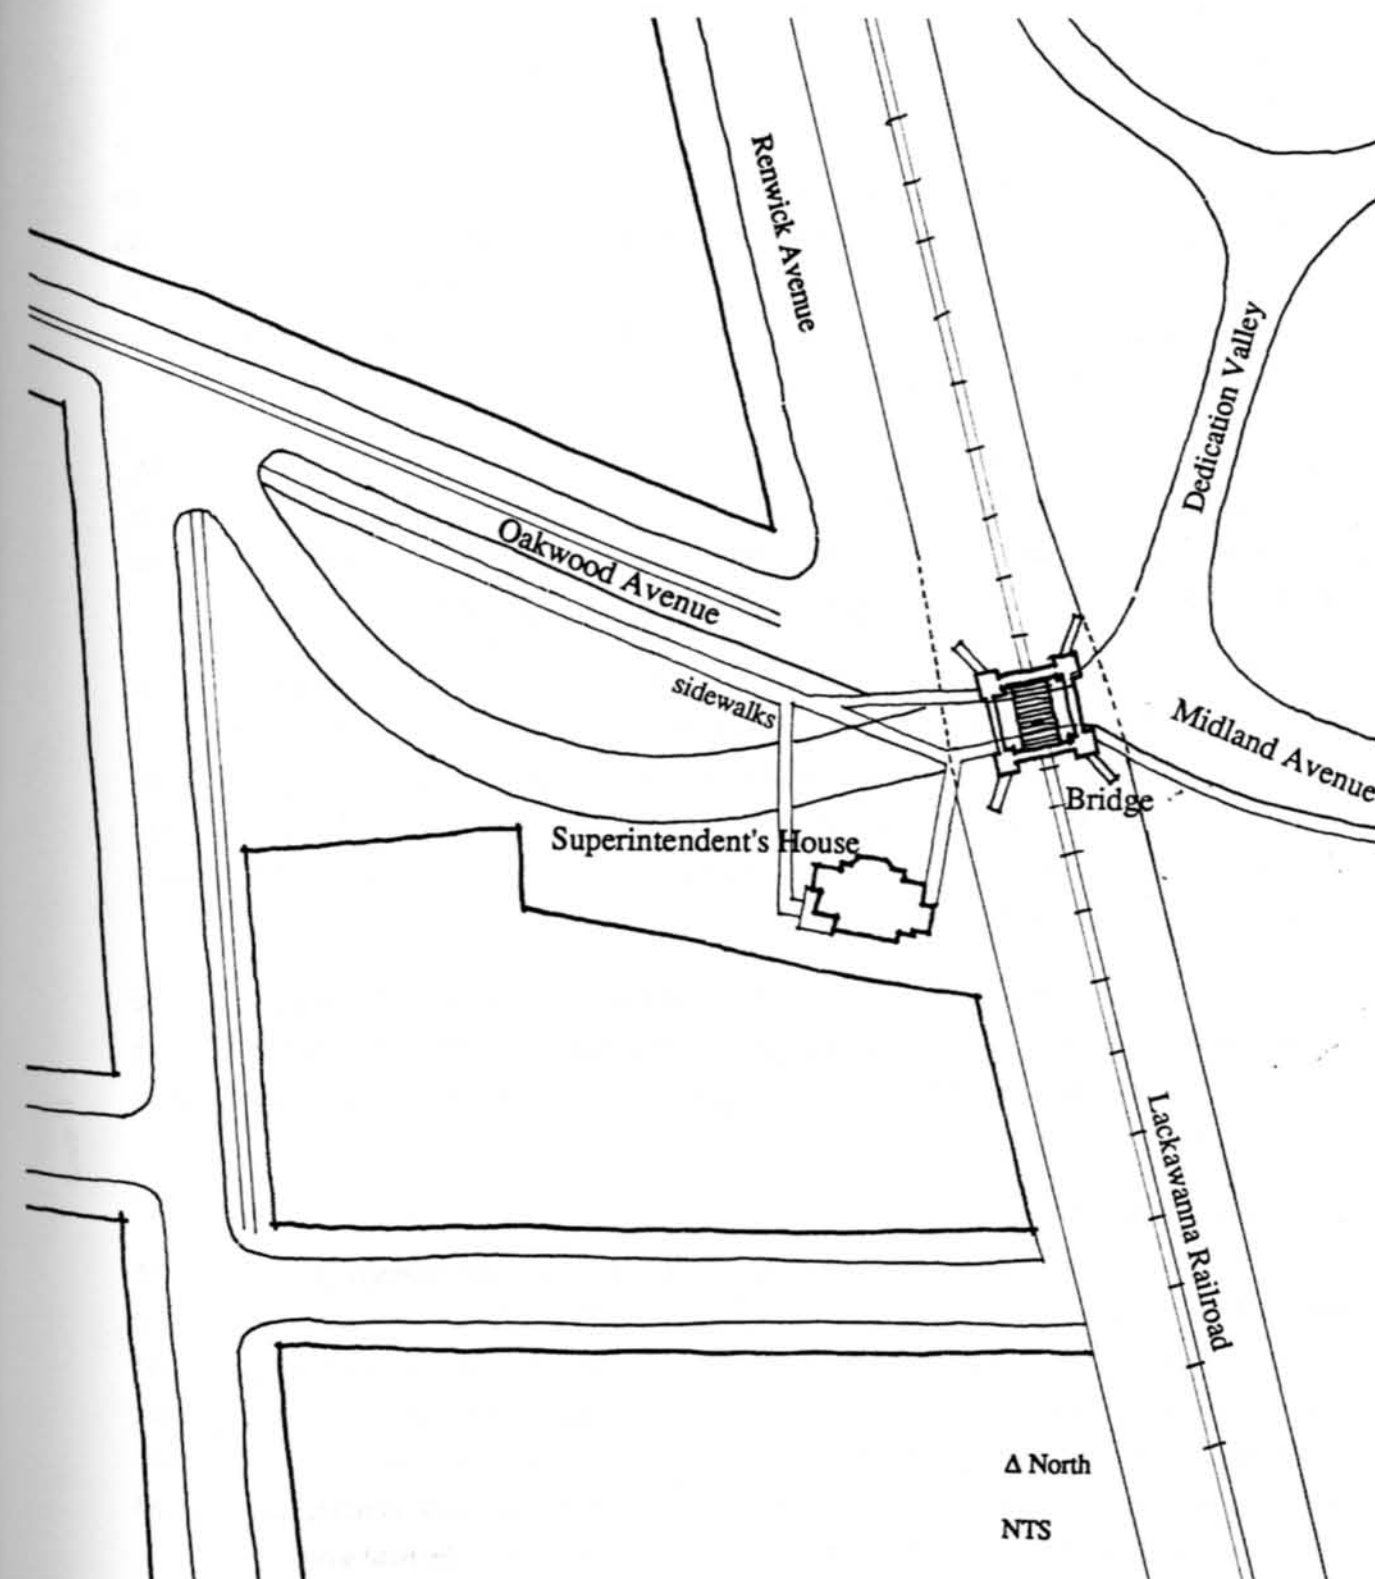 Renwick Avenue
Dedication Valley
Oakwood Avenue
sidewalks
Midland Avenue
Bridge
Superintendent's House
Lackawanna Railroad
Δ North
NTS